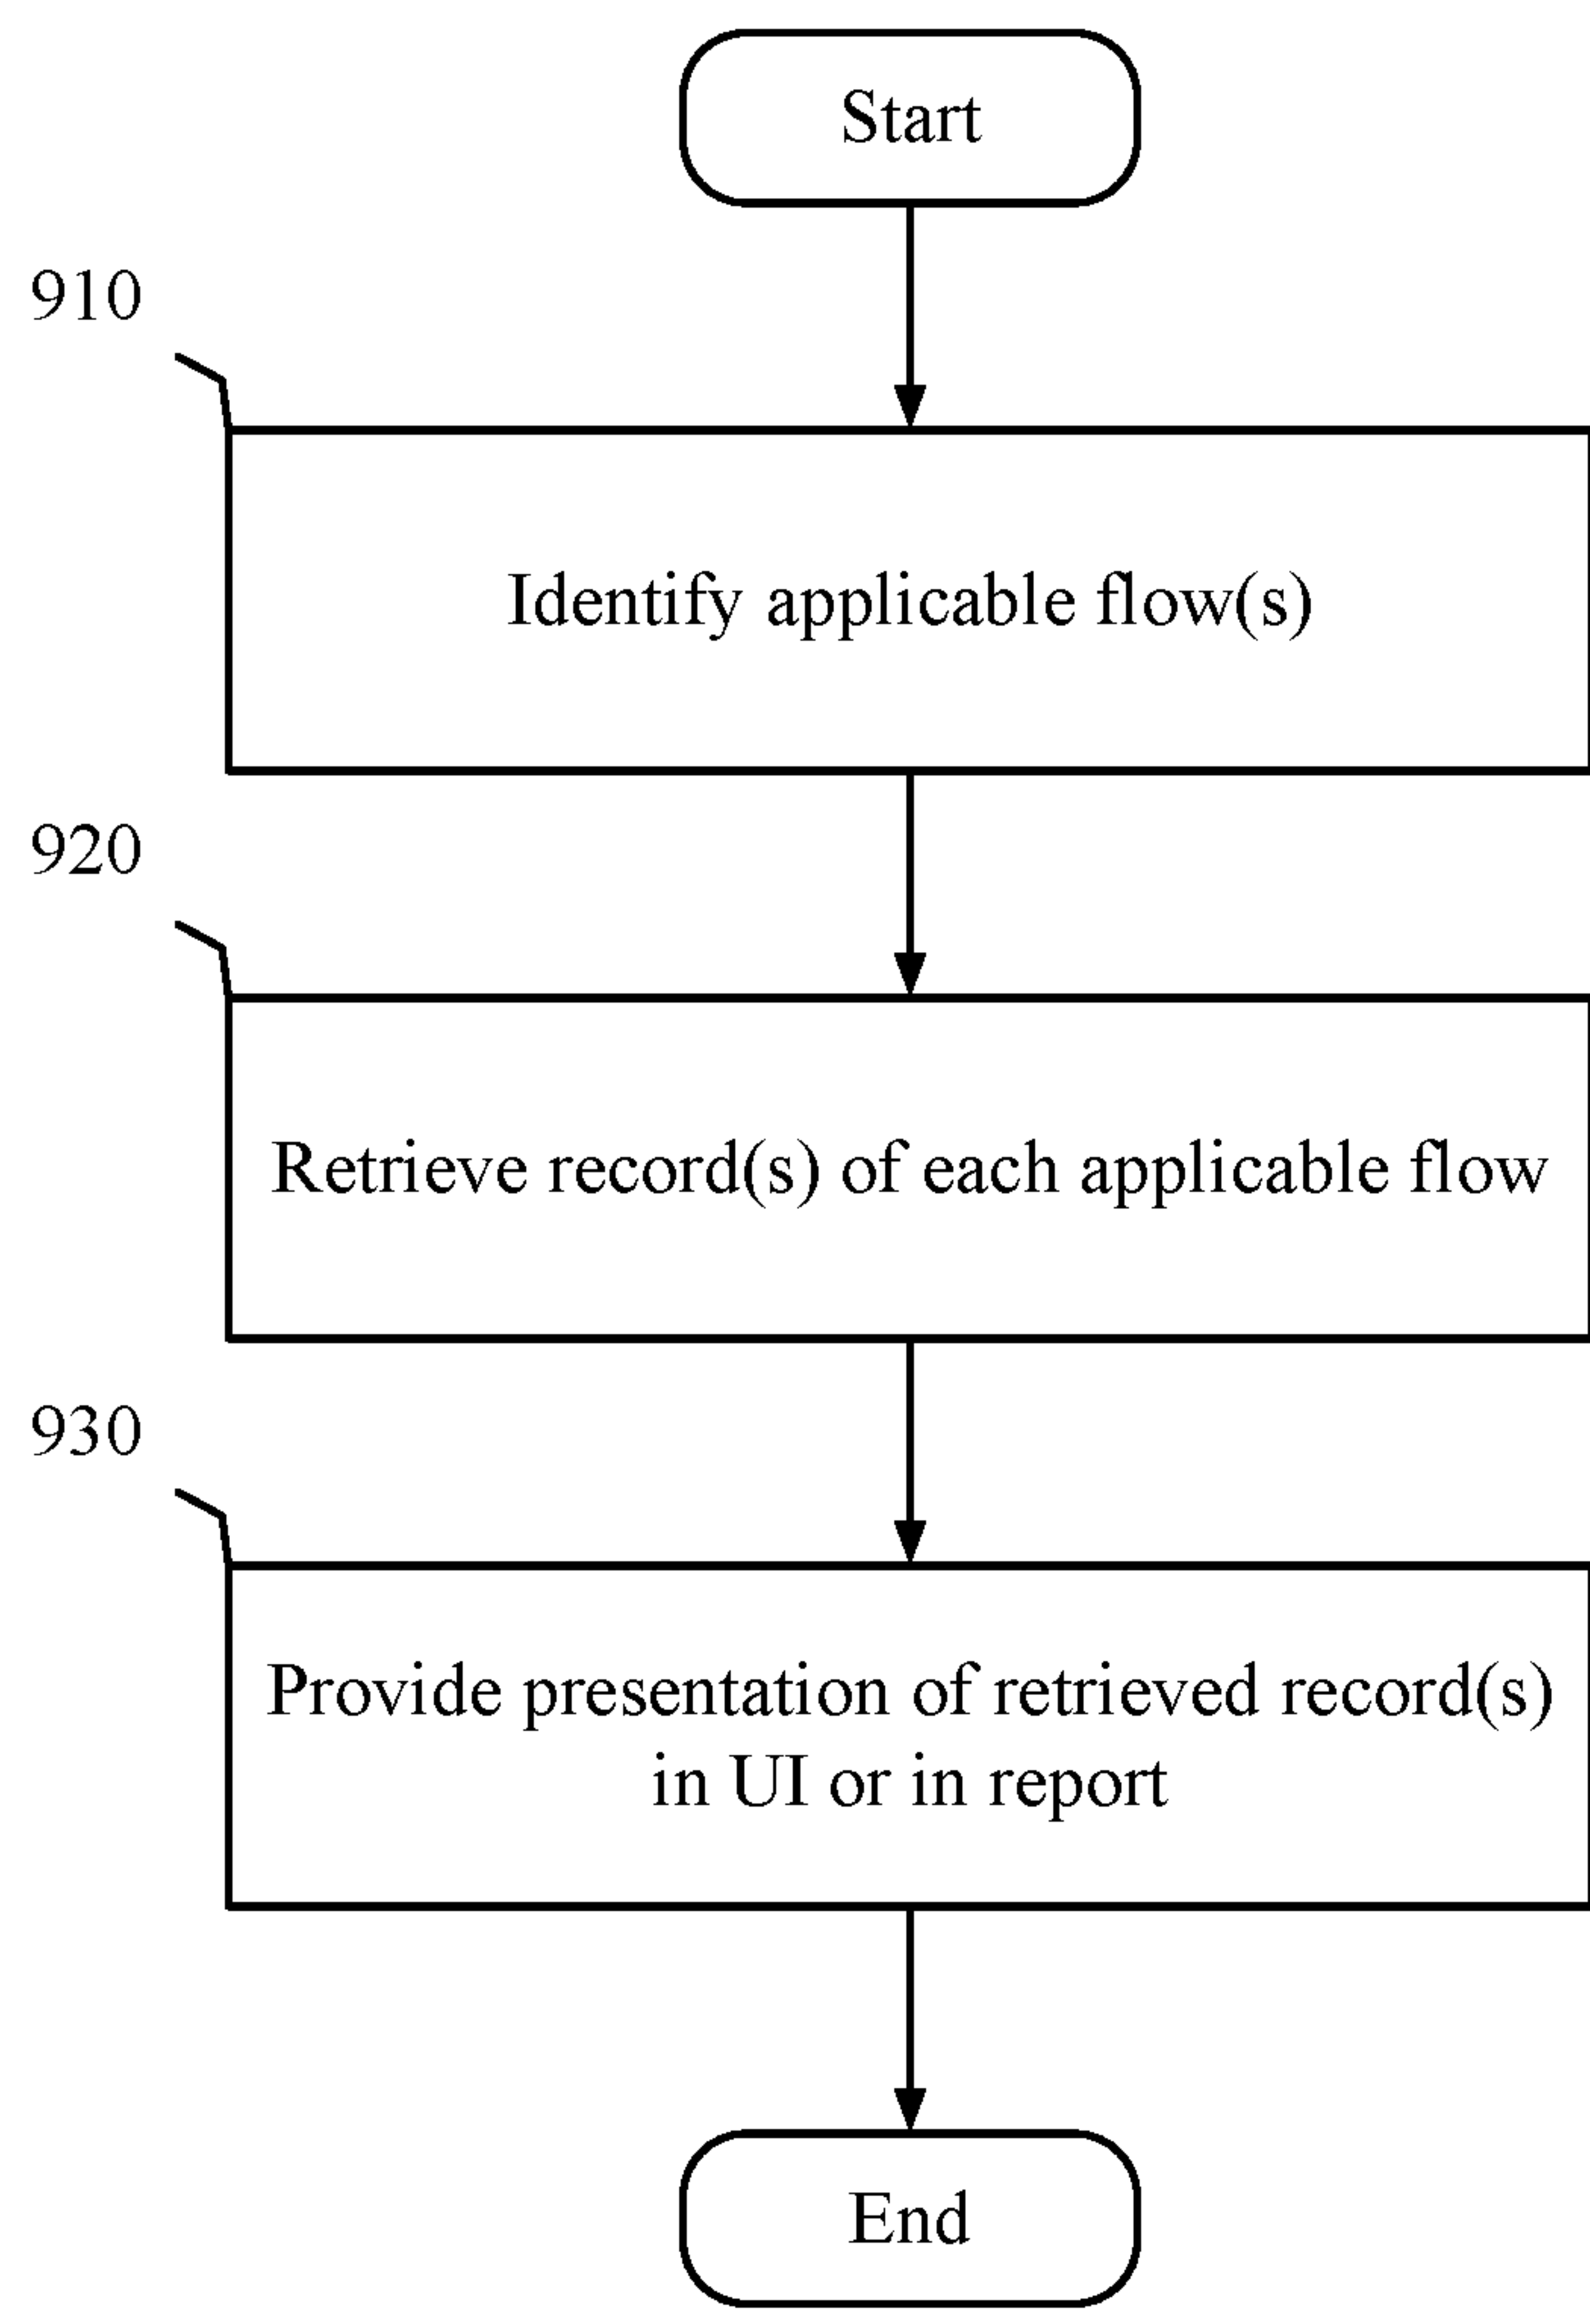 Start
910
Identify applicable flow(s)
920
Retrieve record(s) of each applicable flow
930
Provide presentation of retrieved record(s)
in UI or in report
End